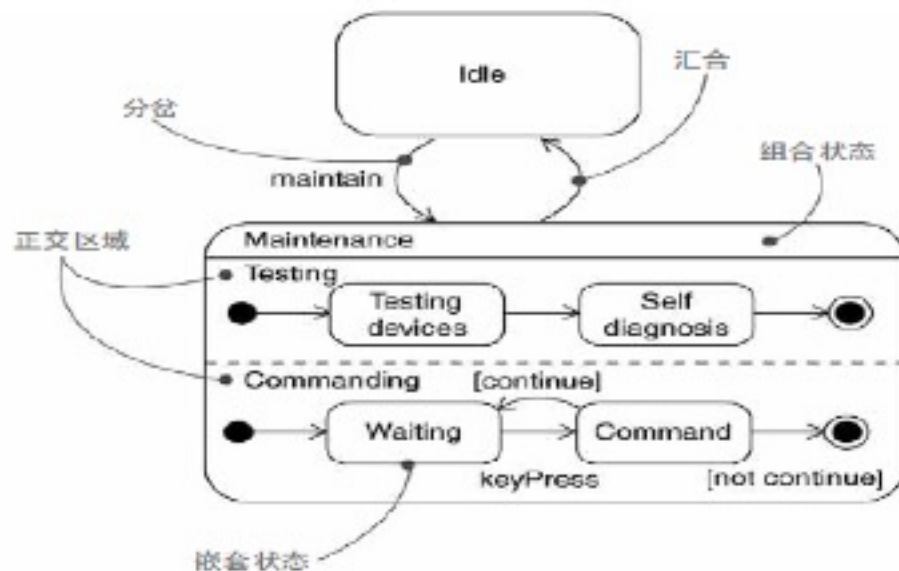 Idle
汇合
分岔
组合状态
maintain
正交区域
Maintenance
Testing
Testing
devices
Self
diagnosis
Commanding
[continue]
Waiting
Command
keyPress
[not continue]
嵌套状态